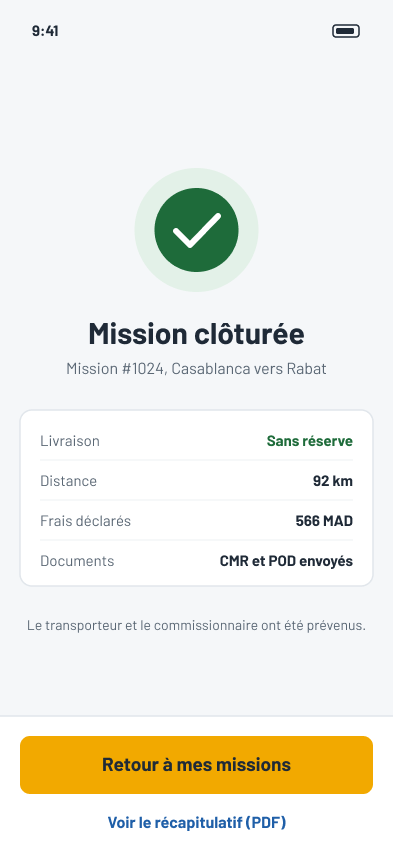 9:41
Mission clôturée
Mission #1024, Casablanca vers Rabat
Livraison Sans réserve
Distance 92 km
Frais déclarés 566 MAD
Documents CMR et POD envoyés
Le transporteur et le commissionnaire ont été prévenus.
Retour à mes missions
Voir le récapitulatif (PDF)